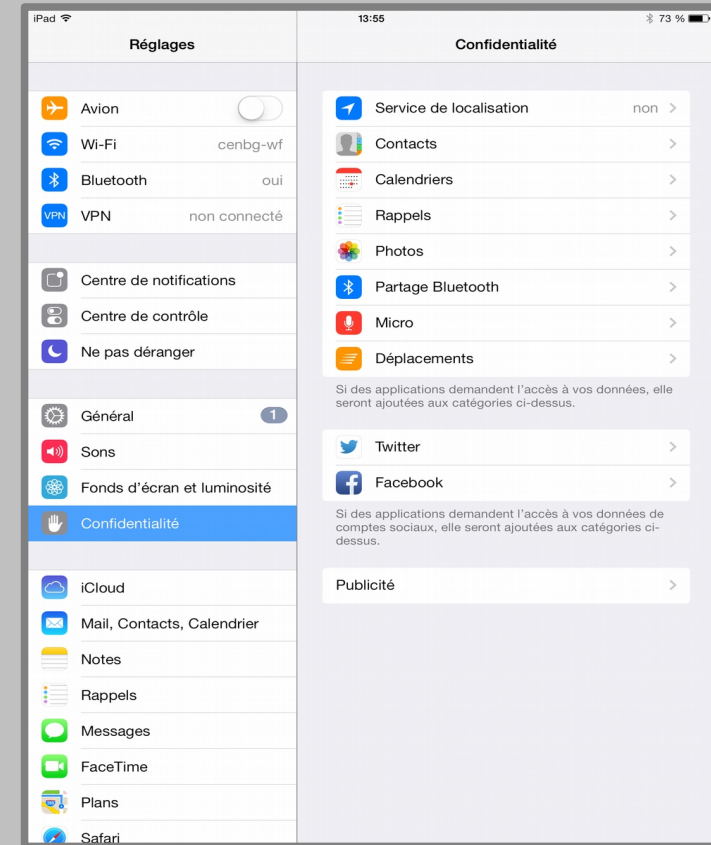 iPad 13:55 73 %
Réglages
Avion
Wi-Fi cenbg-wf
Bluetooth oui
VPN VPN non connecté
Centre de notifications
Centre de contrôle
Ne pas déranger
Général 1
Sons
Fonds d'écran et luminosité
Confidentialité
iCloud
Mail, Contacts, Calendrier
Notes
Rappels
Messages
FaceTime
Plans
Safari
Confidentialité
Service de localisation non
Contacts
Calendriers
Rappels
Photos
Partage Bluetooth
Micro
Déplacements
Si des applications demandent l'accès à vos données, elle
seront ajoutées aux catégories ci-dessus.
Twitter
Facebook
Si des applications demandent l'accès à vos données de
comptes sociaux, elle seront ajoutées aux catégories ci-
dessus.
Publicité